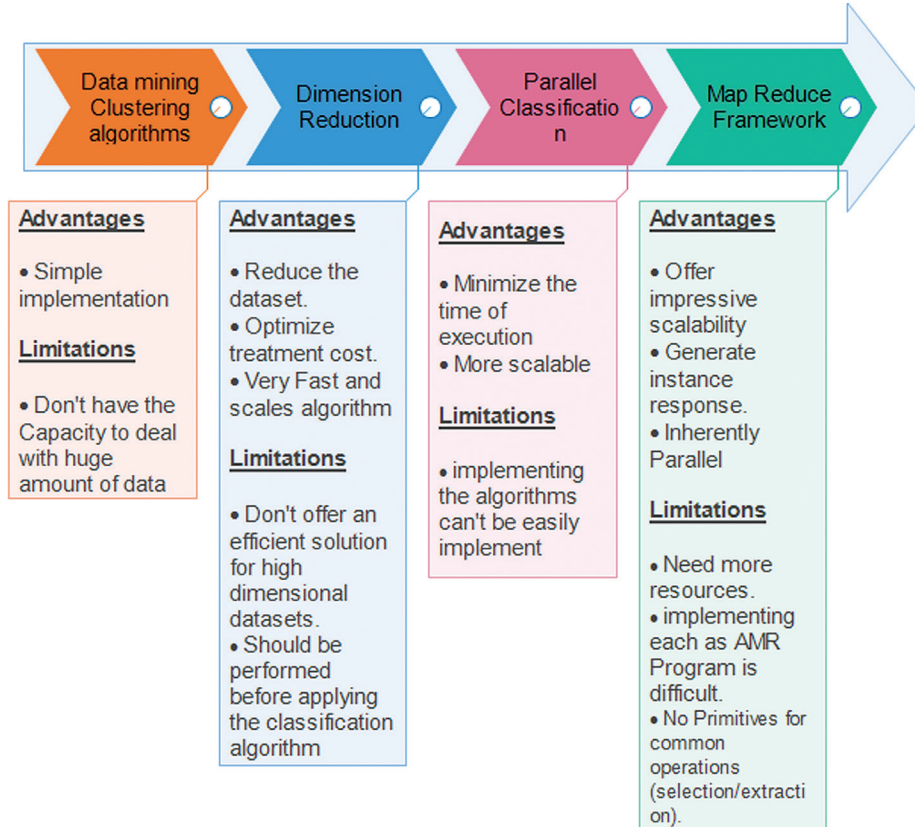 Data mining
Clustering
algorithms
Dimension
Reduction
Parallel
Classificatio
n
Map Reduce
Framework
Advantages
• Simple
implementation
Limitations
• Don't have the
Capacity to deal
with huge
amount of data
Advantages
• Reduce the
dataset.
• Optimize
treatment cost.
• Very Fast and
scales algorithm
Limitations
• Don't offer an
efficient solution
for high
dimensional
datasets.
• Should be
performed
before applying
the classification
algorithm
Advantages
• Minimize the
time of
execution
• More scalable
Limitations
• implementing
the algorithms
can't be easily
implement
Advantages
• Offer
impressive
scalability
• Generate
instance
response.
• Inherently
Parallel
Limitations
• Need more
resources.
• implementing
each as AMR
Program is
difficult.
• No Primitives for
common
operations
(selection/extracti
on).